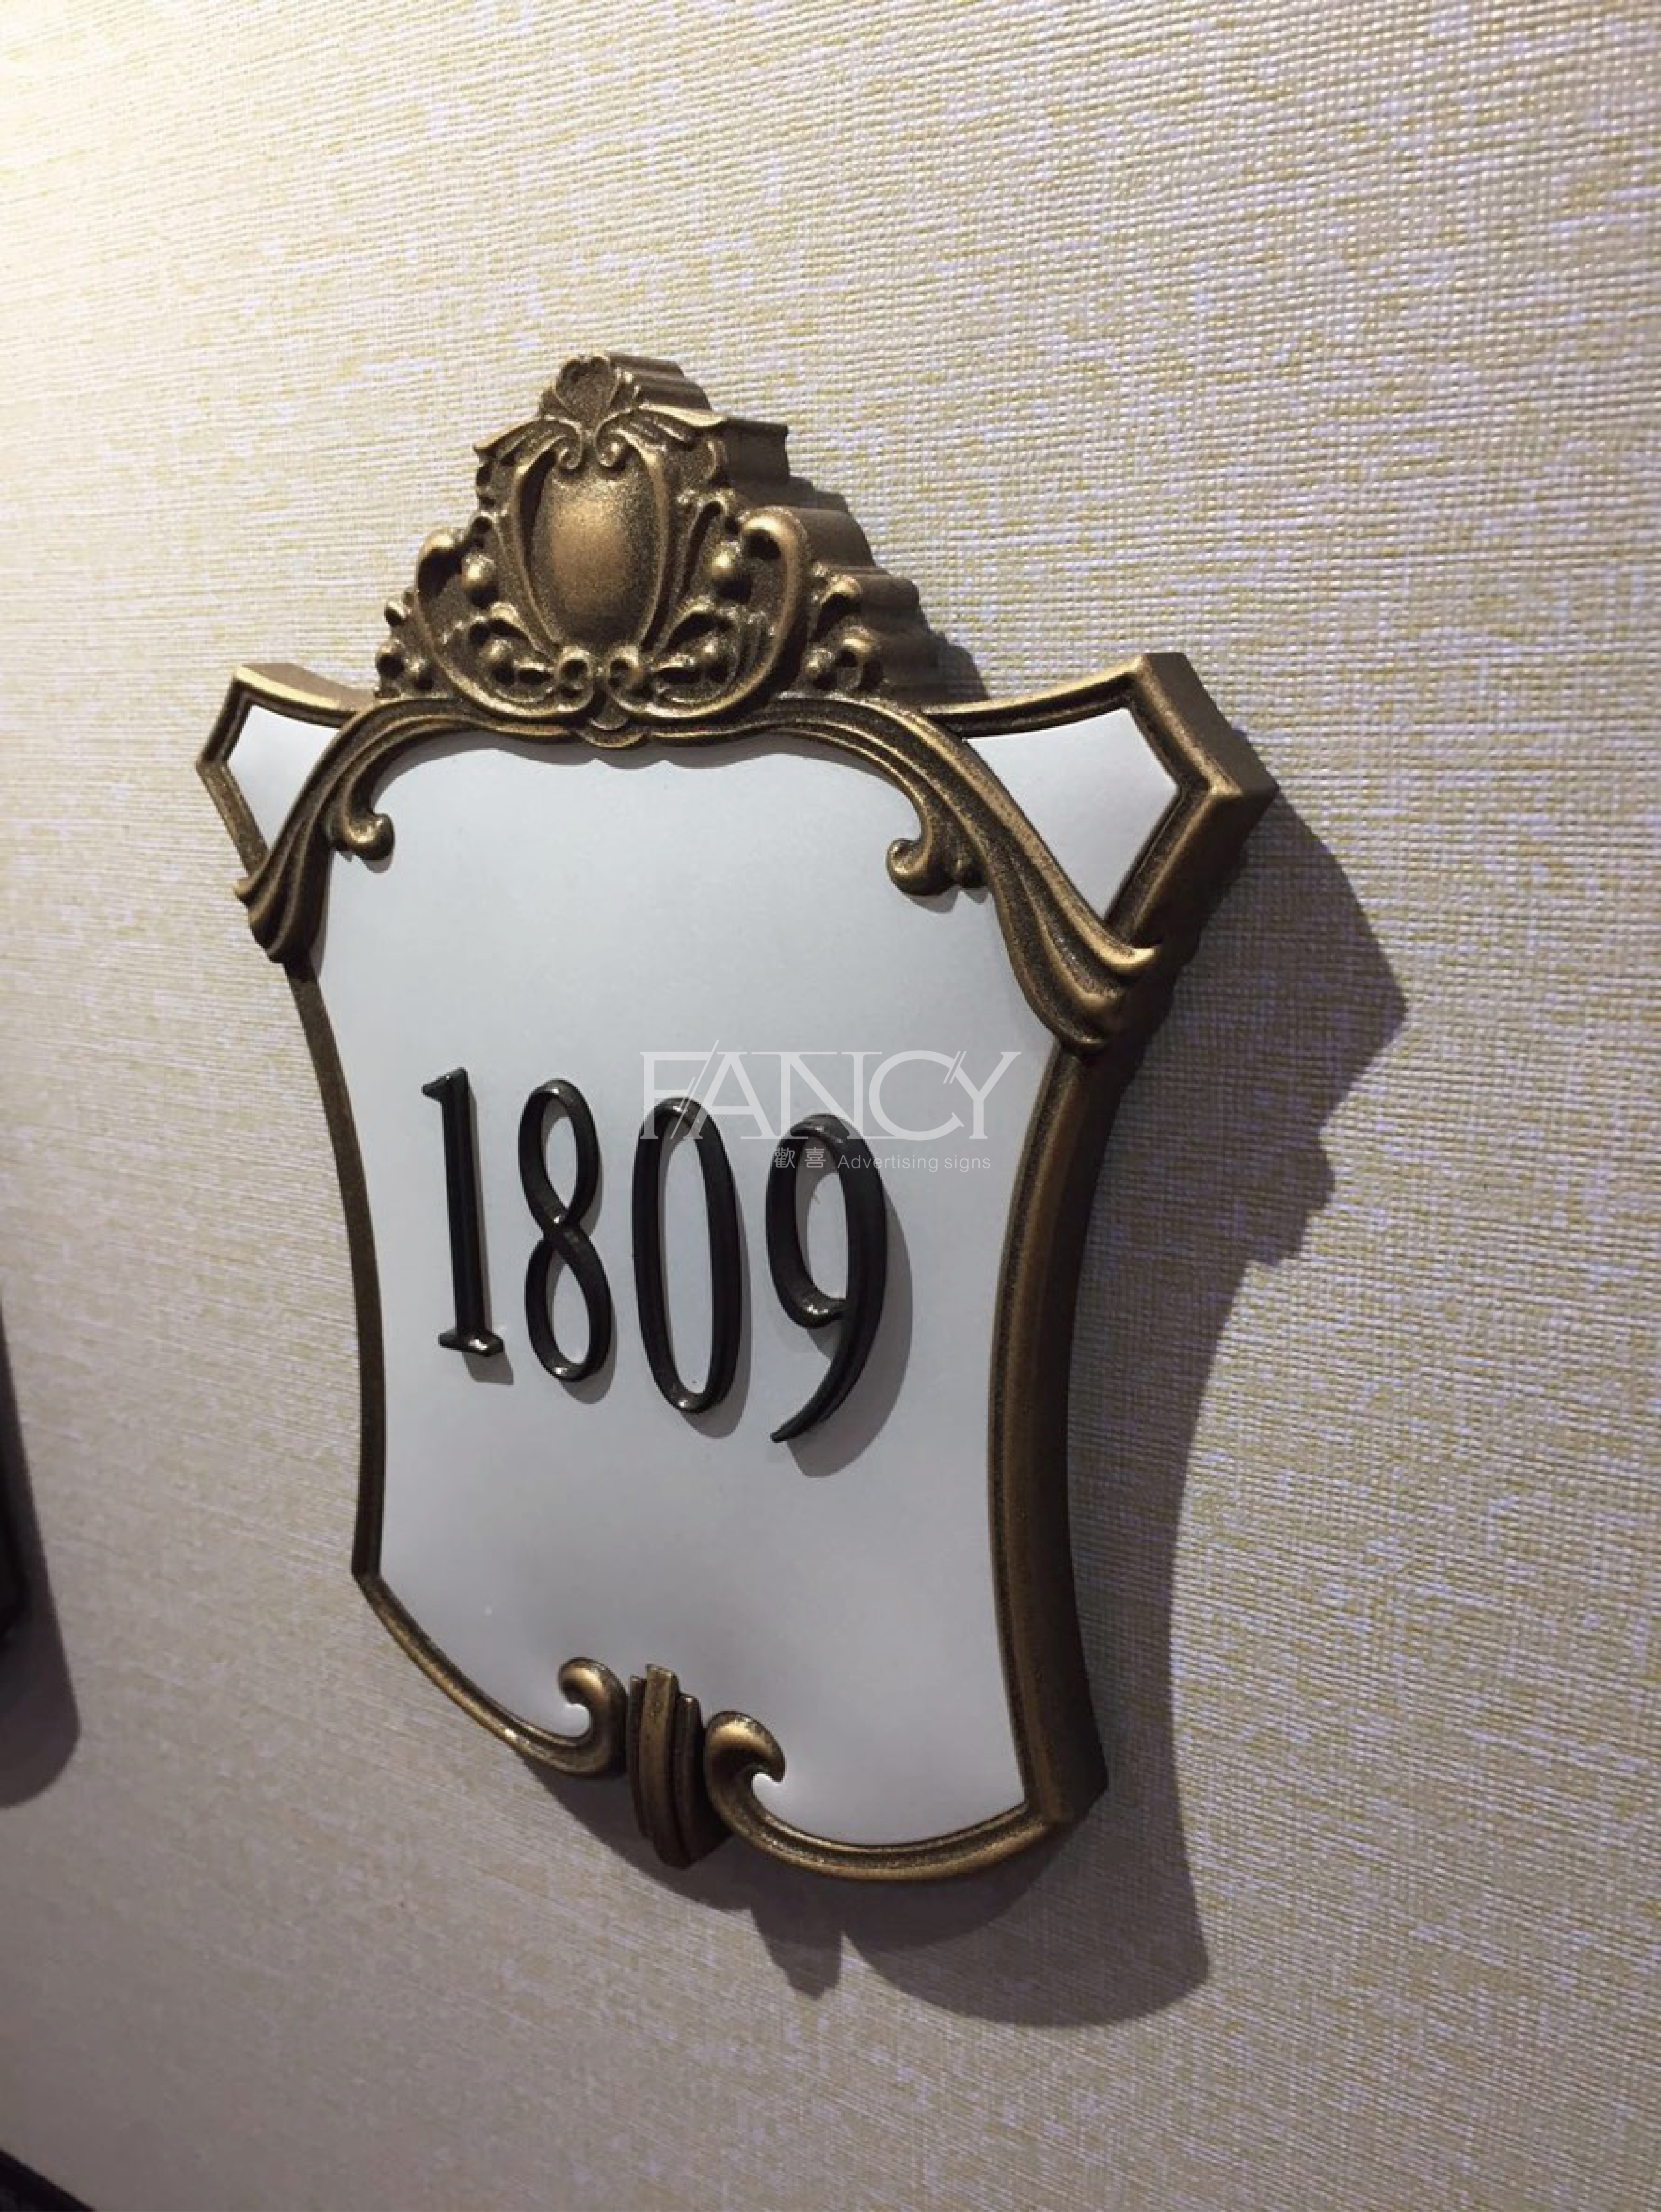 FANCY
1809
歡喜 Advertising signs